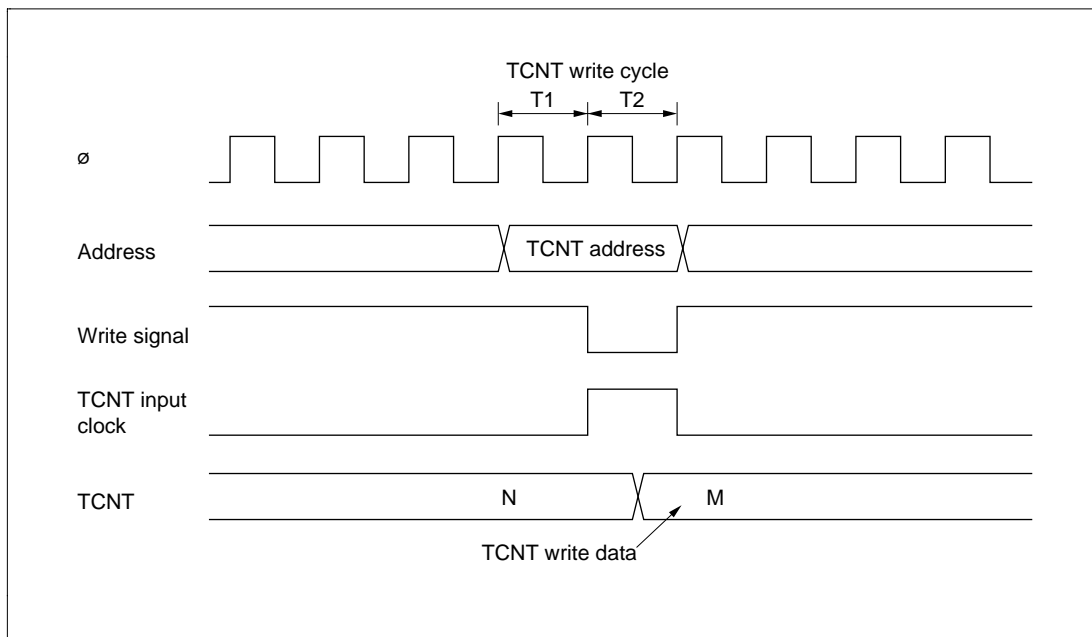 TCNT write cycle
T1 T2
ø
Address TCNT address
Write signal
TCNT input
clock
TCNT N M
TCNT write data